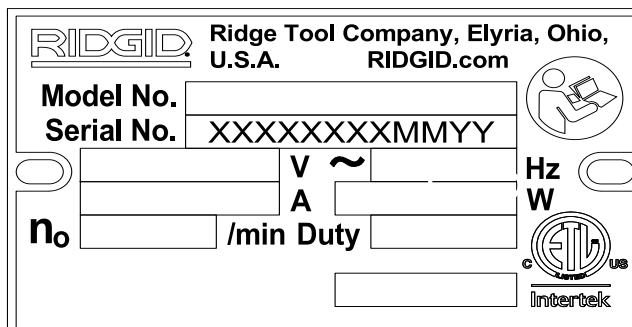 RIDGID Ridge Tool Company, Elyria, Ohio,
U.S.A. RIDGID.com
Model No.
Serial No. XXXXXXXXMMYY
V ~ Hz
A W
n₀ /min Duty
C ETL US
LISTED
Intertek